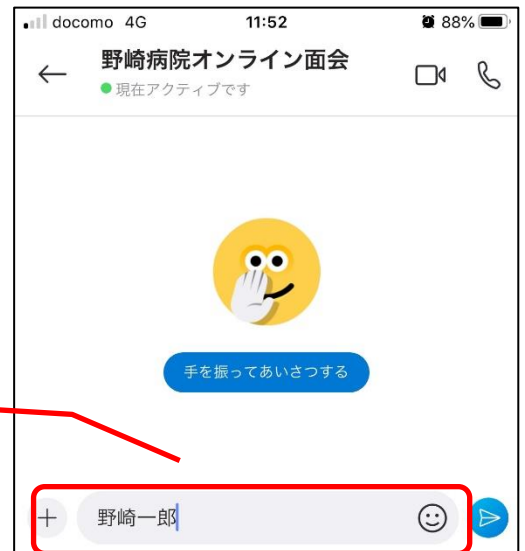 docomo 4G 11:52 88%
野崎病院オンライン面会
現在アクティブです
手を振ってあいさつする
野崎一郎